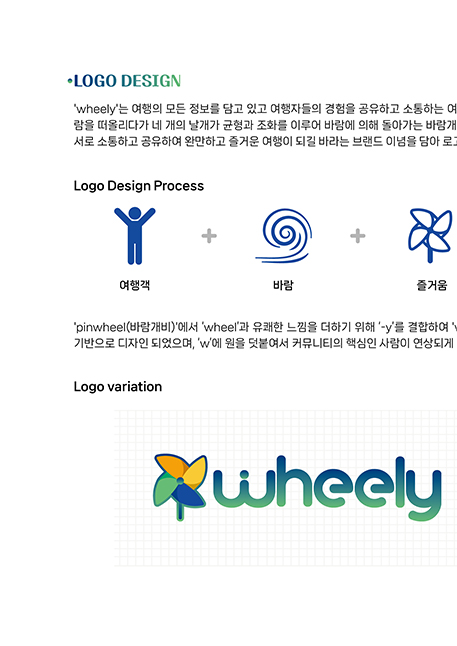 LOGO DESIGN
'wheely'는 여행의 모든 정보를 담고 있고 여행자들의 경험을 공유하고 소통하는 여
람을 떠올리다가 네 개의 날개가 균형과 조화를 이루어 바람에 의해 돌아가는 바람개
서로 소통하고 공유하여 완만하고 즐거운 여행이 되길 바라는 브랜드 이념을 담아 로고
Logo Design Process
+ +
여행객 바람 즐거움
'pinwheel(바람개비)'에서 'wheel'과 유쾌한 느낌을 더하기 위해 '-y'를 결합하여
기반으로 디자인 되었으며, 'w'에 원을 덧붙여서 커뮤니티의 핵심인 사람이 연상되게
Logo variation
wheely